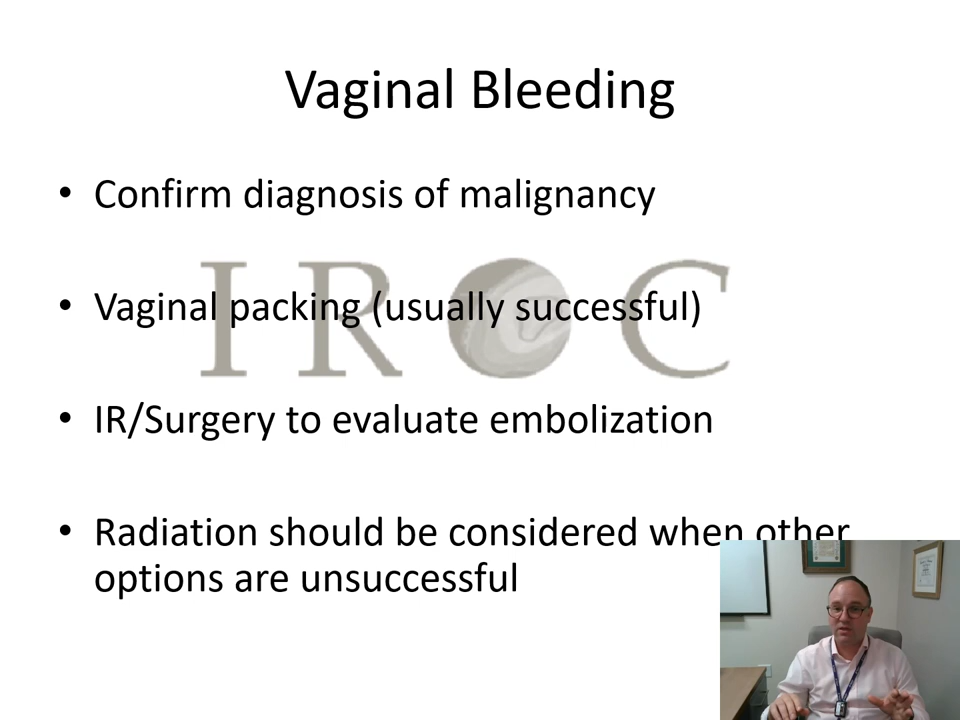 Vaginal Bleeding
• Confirm diagnosis of malignancy
IROC
• Vaginal packing (usually successful)
• IR/Surgery to evaluate embolization
• Radiation should be considered when other
options are unsuccessful